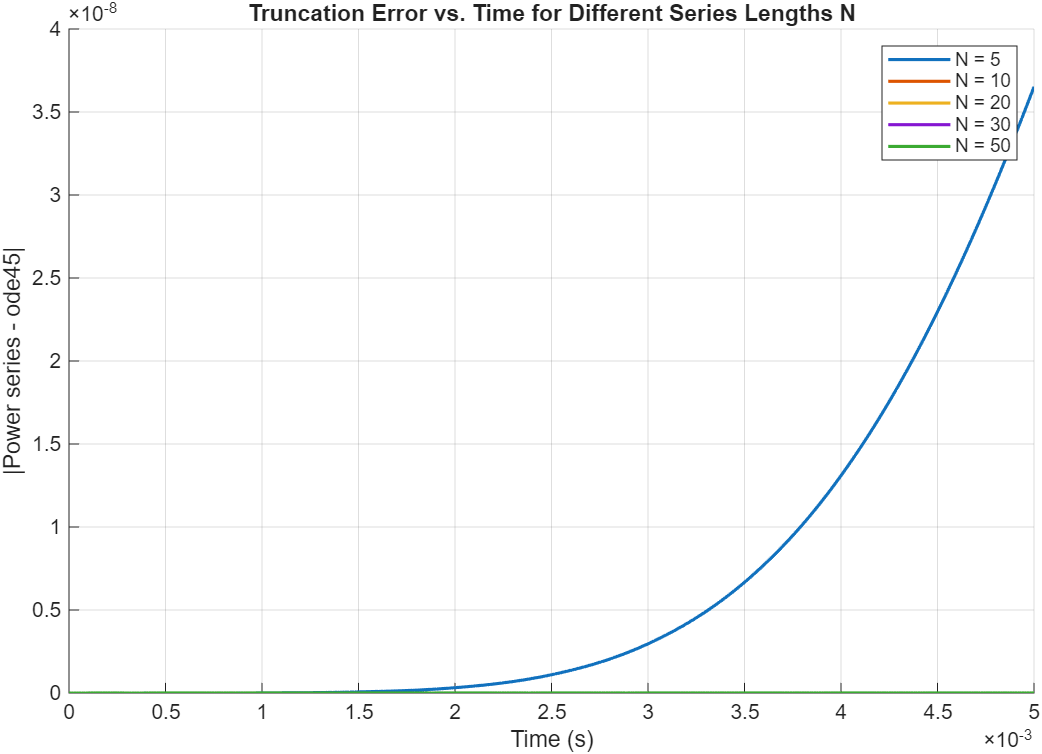 Truncation Error vs. Time for Different Series Lengths N
×10-8
4
3.5
3
2.5
2
1.5
1
0.5
0
|Power series - ode45|
N = 5
N = 10
N = 20
N = 30
N = 50
0 0.5 1 1.5 2 2.5 3 3.5 4 4.5 5
×10-3
Time (s)